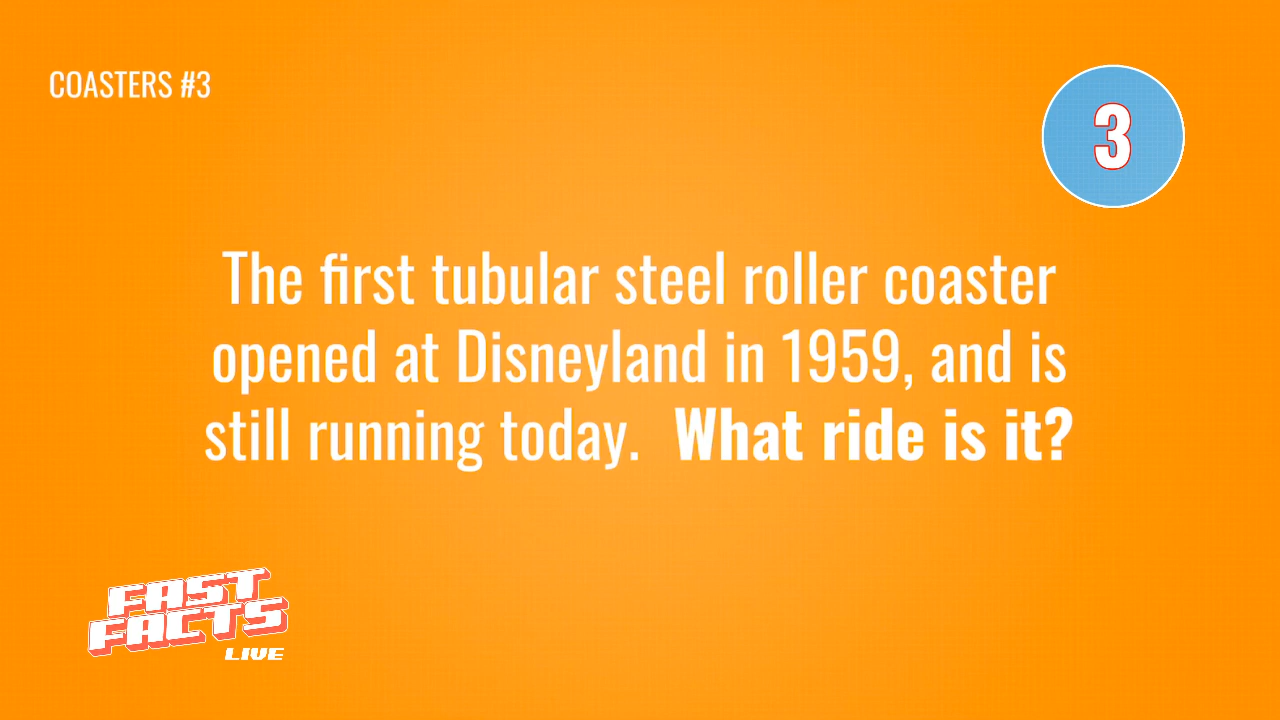 COASTERS #3
3
The first tubular steel roller coaster
opened at Disneyland in 1959, and is
still running today. What ride is it?
FAST
FACTS
LIVE